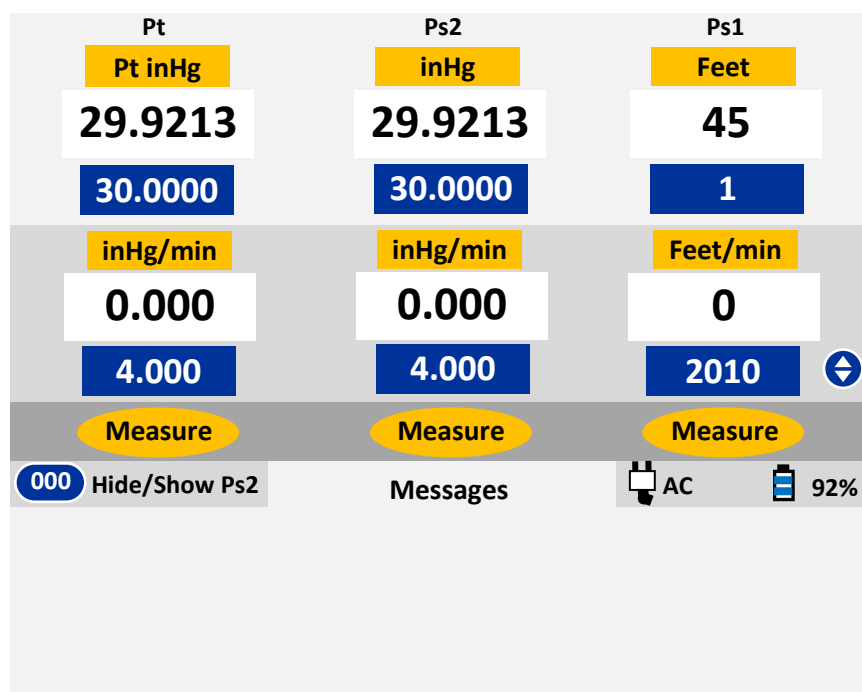 Pt Ps2 Ps1
Pt inHg inHg Feet
29.9213 29.9213 45
30.0000 30.0000 1
inHg/min inHg/min Feet/min
0.000 0.000 0
4.000 4.000 2010
Measure Measure Measure
000 Hide/Show Ps2 Messages AC 92%